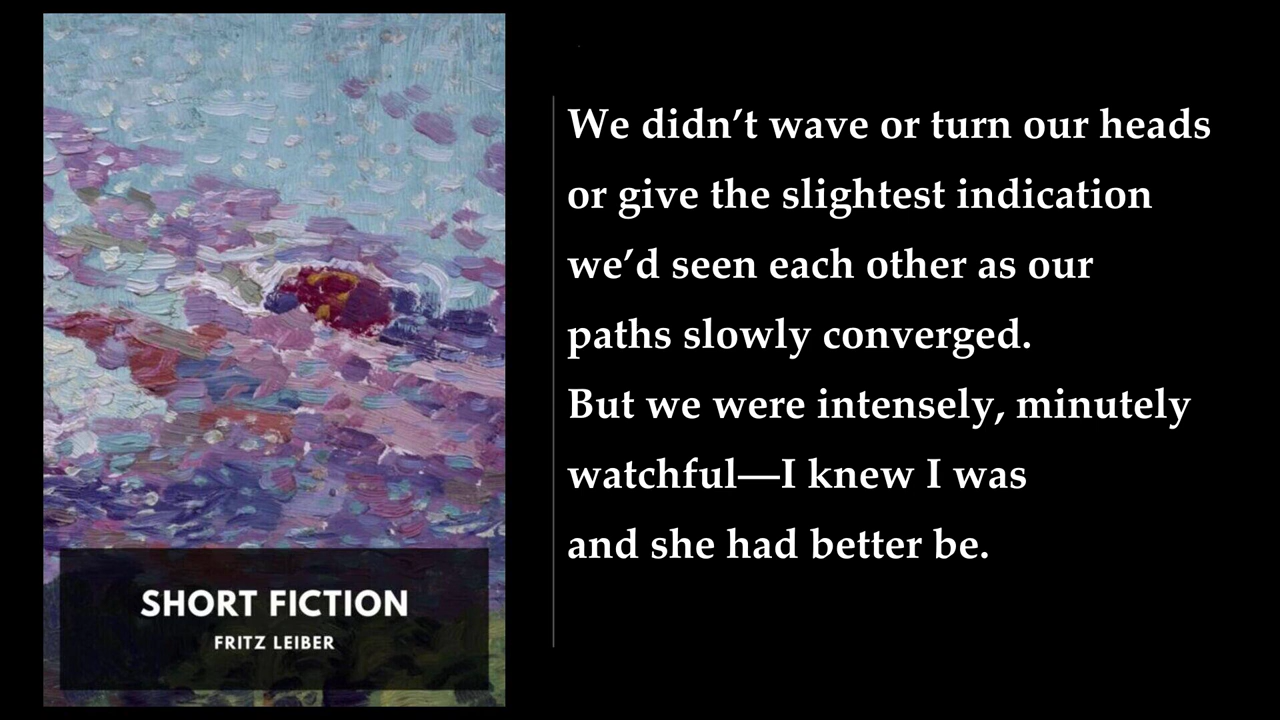 SHORT FICTION
FRITZ LEIBER
We didn’t wave or turn our heads
or give the slightest indication
we’d seen each other as our
paths slowly converged.
But we were intensely, minutely
watchful—I knew I was
and she had better be.